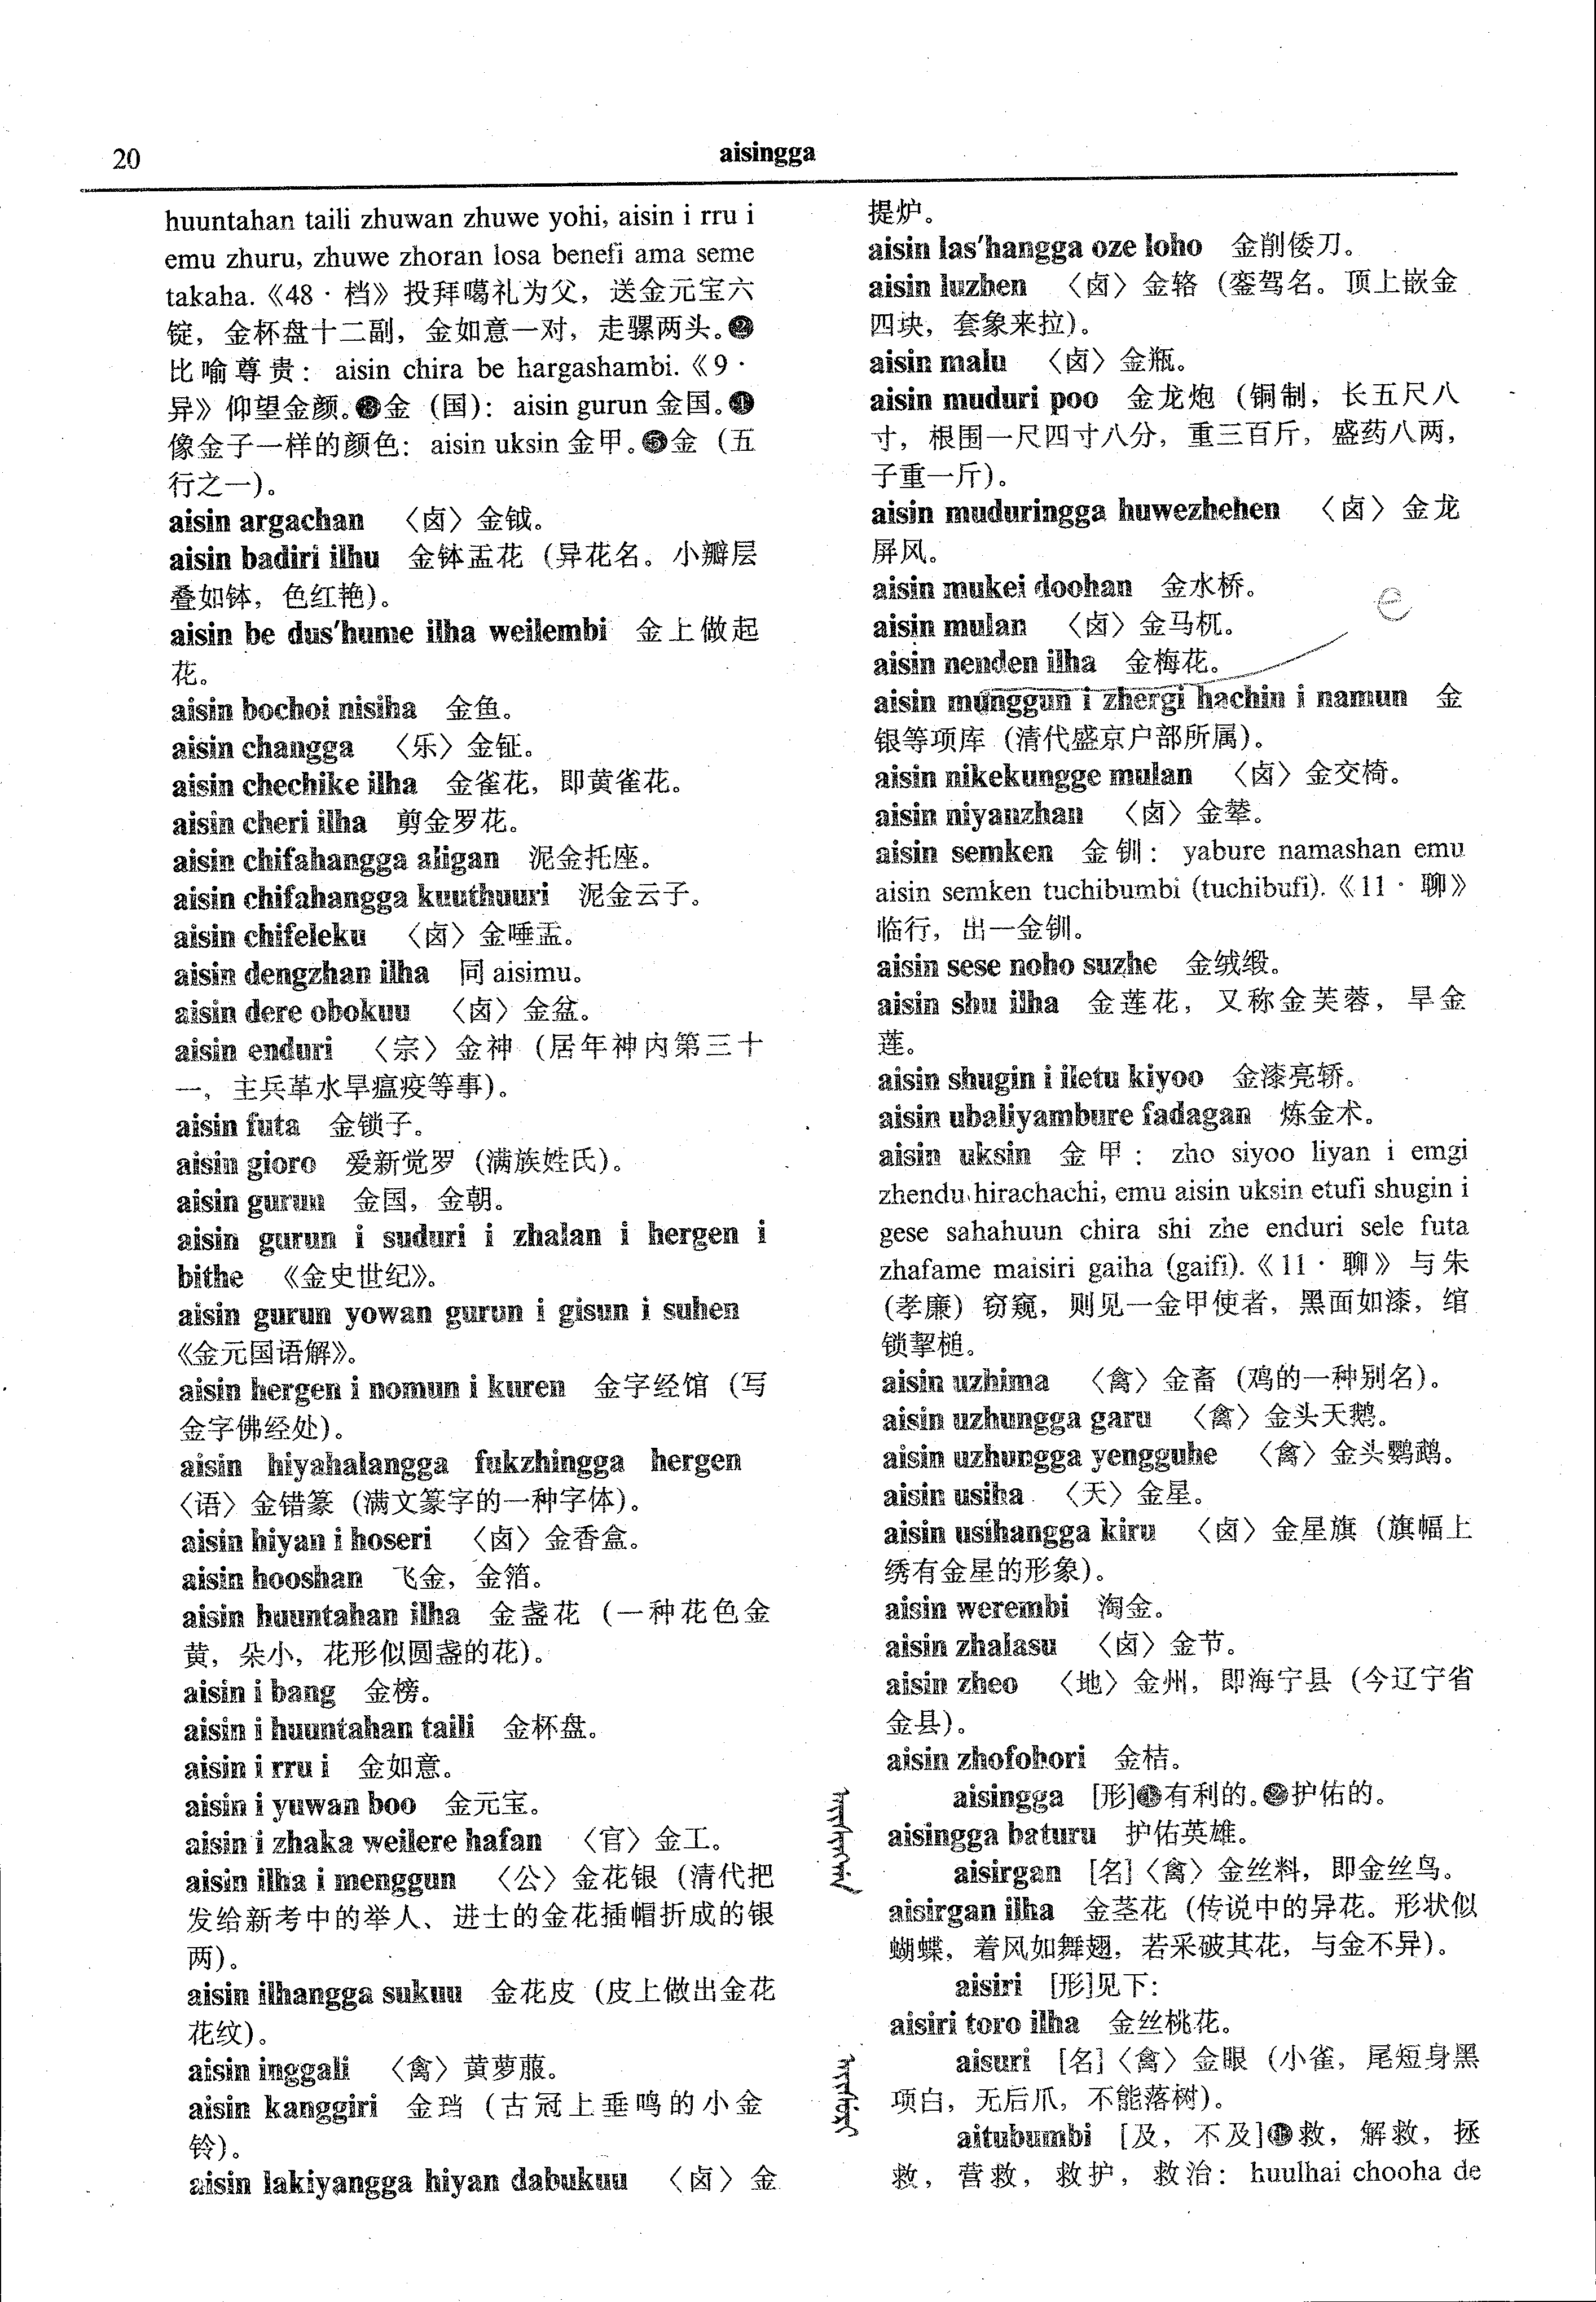 20
aisingga
huuntahan taili zhuwan zhuwe yohi, aisin i rru i
emu zhuru, zhuwe zhoran losa benefi ama seme
takaha.《48·档》投拜噶礼为父，送金元宝六
锭，金杯盘十二副，金如意一对，走骡两头。❷
比喻尊贵：aisin chira be hargashambi.《9·
异》仰望金颜。❸金（国）：aisin gurun 金国。❹
像金子一样的颜色：aisin uksin 金甲。❺金（五
行之一）。
aisin argachan 〈卤〉金钺。
aisin badiri ilhu 金钵盂花（异花名。小瓣层
叠如钵，色红艳）。
aisin be dus'hume ilha weilembi 金上做起
花。
aisin bochoi nisiha 金鱼。
aisin changga 〈乐〉金钲。
aisin chechike ilha 金雀花，即黄雀花。
aisin cheri ilha 剪金罗花。
aisin chifahangga aligan 泥金托座。
aisin chifahangga kuuthuuri 泥金云子。
aisin chifeleku 〈卤〉金唾盂。
aisin dengzhan ilha 同 aisimu。
aisin dere obokuu 〈卤〉金盆。
aisin enduri 〈宗〉金神（居年神内第三十
一，主兵革水旱瘟疫等事）。
aisin futa 金锁子。
aisin gioro 爱新觉罗（满族姓氏）。
aisin gurun 金国，金朝。
aisin gurun i suduri i zhalan i hergen i
bithe 《金史世纪》。
aisin gurun yowan gurun i gisun i suhen
《金元国语解》。
aisin hergen i nomun i kuren 金字经馆（写
金字佛经处）。
aisin hiyahalangga fukzhingga hergen
〈语〉金错篆（满文篆字的一种字体）。
aisin hiyan i hoseri 〈卤〉金香盒。
aisin hooshan 飞金，金箔。
aisin huuntahan ilha 金盏花（一种花色金
黄，朵小，花形似圆盏的花）。
aisin i bang 金榜。
aisin i huuntahan taili 金杯盘。
aisin i rru i 金如意。
aisin i yuwan boo 金元宝。
aisin i zhaka weilere hafan 〈官〉金工。
aisin ilha i menggun 〈公〉金花银（清代把
发给新考中的举人、进士的金花插帽折成的银
两）。
aisin ilhangga sukuu 金花皮（皮上做出金花
花纹）。
aisin inggali 〈禽〉黄萝菔。
aisin kanggiri 金珰（古冠上垂鸣的小金
铃）。
aisin lakiyangga hiyan dabukuu 〈卤〉金
提炉。
aisin las'hangga oze loho 金削倭刀。
aisin luzhen 〈卤〉金辂（銮驾名。顶上嵌金
四块，套象来拉）。
aisin malu 〈卤〉金瓶。
aisin muduri poo 金龙炮（铜制，长五尺八
寸，根围一尺四寸八分，重三百斤，盛药八两，
子重一斤）。
aisin muduringga huwezhehen 〈卤〉金龙
屏风。
aisin mukei doohan 金水桥。
e
aisin mulan 〈卤〉金马杌。
aisin nenden ilha 金梅花。
aisin munggun i zhergi hachin i namun 金
银等项库（清代盛京户部所属）。
aisin nikekungge mulan 〈卤〉金交椅。
aisin niyanzhan 〈卤〉金辇。
aisin semken 金钏：yabure namashan emu
aisin semken tuchibumbi (tuchibufi).《11·聊》
临行，出一金钏。
aisin sese noho suzhe 金绒缎。
aisin shu ilha 金莲花，又称金芙蓉，旱金
莲。
aisin shugin i iletu kiyoo 金漆亮轿。
aisin ubaliyambure fadagan 炼金术。
aisin uksin 金甲：zho siyoo liyan i emgi
zhendu hirachachi, emu aisin uksin etufi shugin i
gese sahahuun chira shi zhe enduri sele futa
zhafame maisiri gaiha (gaifi).《11·聊》与朱
（孝廉）窃窥，则见一金甲使者，黑面如漆，绾
锁挈槌。
aisin uzhima 〈禽〉金畜（鸡的一种别名）。
aisin uzhungga garu 〈禽〉金头天鹅。
aisin uzhungga yengguhe 〈禽〉金头鹦鹉。
aisin usiha 〈天〉金星。
aisin usihangga kiru 〈卤〉金星旗（旗幅上
绣有金星的形象）。
aisin werembi 淘金。
aisin zhalasu 〈卤〉金节。
aisin zheo 〈地〉金州，即海宁县（今辽宁省
金县）。
aisin zhofohori 金桔。
aisingga [形]❶有利的。❷护佑的。
aisingga baturu 护佑英雄。
aisirgan [名]〈禽〉金丝料，即金丝鸟。
aisirgan ilha 金茎花（传说中的异花。形状似
蝴蝶，着风如舞翅，若采破其花，与金不异）。
aisiri [形]见下：
aisiri toro ilha 金丝桃花。
aisuri [名]〈禽〉金眼（小雀，尾短身黑
项白，无后爪，不能落树）。
aitubumbi [及，不及]❶救，解救，拯
救，营救，救护，救治：huulhai chooha de